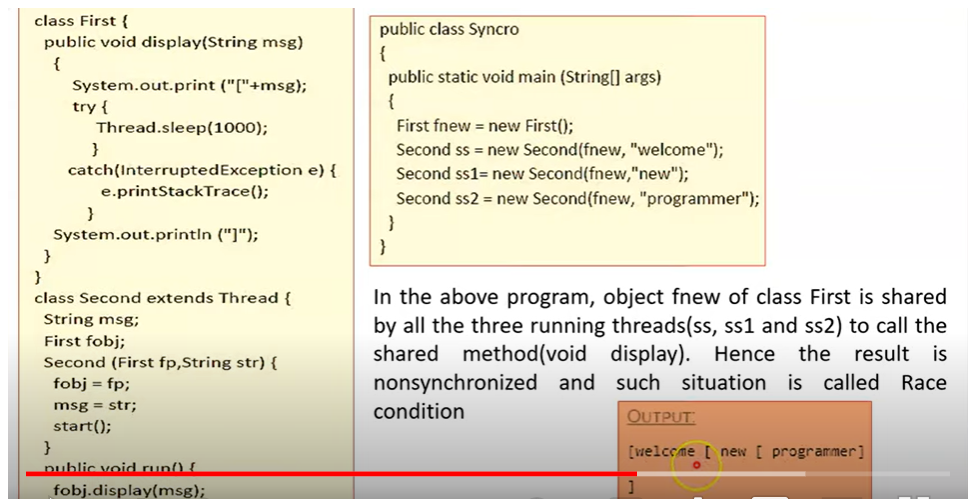 class First {
public void display(String msg)
{
System.out.print ("["+msg);
try {
Thread.sleep(1000);
}
catch(InterruptedException e) {
e.printStackTrace();
}
System.out.println ("]");
}
}
class Second extends Thread {
String msg;
First fobj;
Second (First fp,String str) {
fobj = fp;
msg = str;
start();
}
public void run() {
fobj.display(msg);
public class Syncro
{
public static void main (String[] args)
{
First fnew = new First();
Second ss = new Second(fnew, "welcome");
Second ss1= new Second(fnew,"new");
Second ss2 = new Second(fnew, "programmer");
}
}
In the above program, object fnew of class First is shared
by all the three running threads(ss, ss1 and ss2) to call the
shared method(void display). Hence the result is
nonsynchronized and such situation is called Race
condition
OUTPUT:
[welcome [ new [ programmer]
]